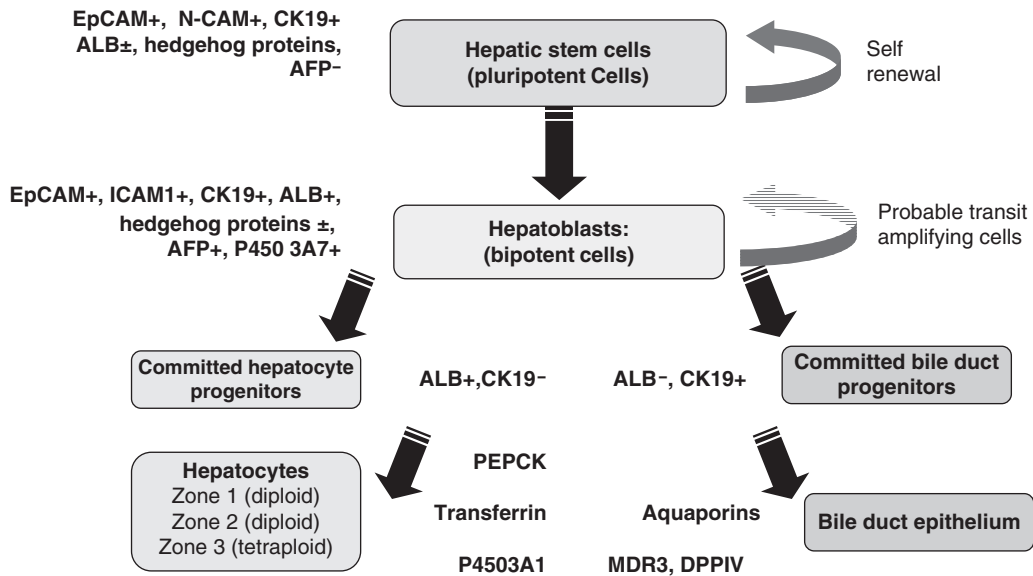 EpCAM+, N-CAM+, CK19+
ALB±, hedgehog proteins,
AFP–
Hepatic stem cells
(pluripotent Cells)
Self
renewal
EpCAM+, ICAM1+, CK19+, ALB+,
hedgehog proteins ±,
AFP+, P450 3A7+
Hepatoblasts:
(bipotent cells)
Probable transit
amplifying cells
Committed hepatocyte
progenitors
ALB+,CK19–
ALB–, CK19+
Committed bile duct
progenitors
Hepatocytes
Zone 1 (diploid)
Zone 2 (diploid)
Zone 3 (tetraploid)
PEPCK
Transferrin
P4503A1
Aquaporins
MDR3, DPPIV
Bile duct epithelium